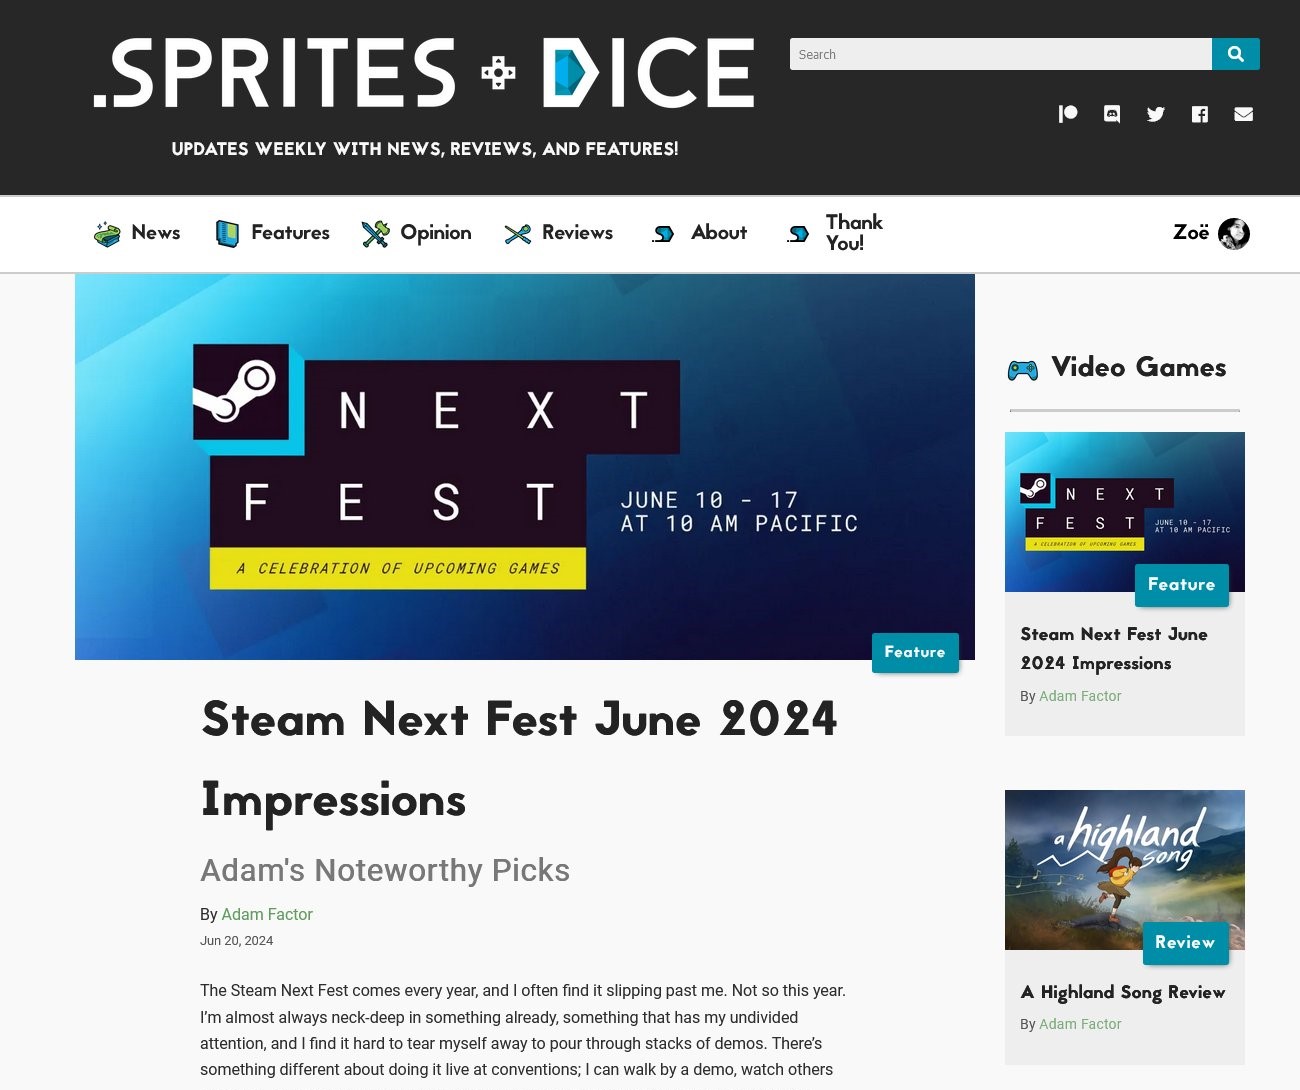 .SPRITES + DICE
Search
UPDATES WEEKLY WITH NEWS, REVIEWS, AND FEATURES!
News
Features
Opinion
Reviews
About
Thank
You!
Zoë
NEXT
FEST
JUNE 10 - 17
AT 10 AM PACIFIC
A CELEBRATION OF UPCOMING GAMES
Feature
Steam Next Fest June 2024
Impressions
Adam's Noteworthy Picks
By Adam Factor
Jun 20, 2024
The Steam Next Fest comes every year, and I often find it slipping past me. Not so this year.
I’m almost always neck-deep in something already, something that has my undivided
attention, and I find it hard to tear myself away to pour through stacks of demos. There’s
something different about doing it live at conventions; I can walk by a demo, watch others
Video Games
NEXT
FEST
JUNE 10 - 17
AT 10 AM PACIFIC
A CELEBRATION OF UPCOMING GAMES
Feature
Steam Next Fest June
2024 Impressions
By Adam Factor
a highland
song
Review
A Highland Song Review
By Adam Factor